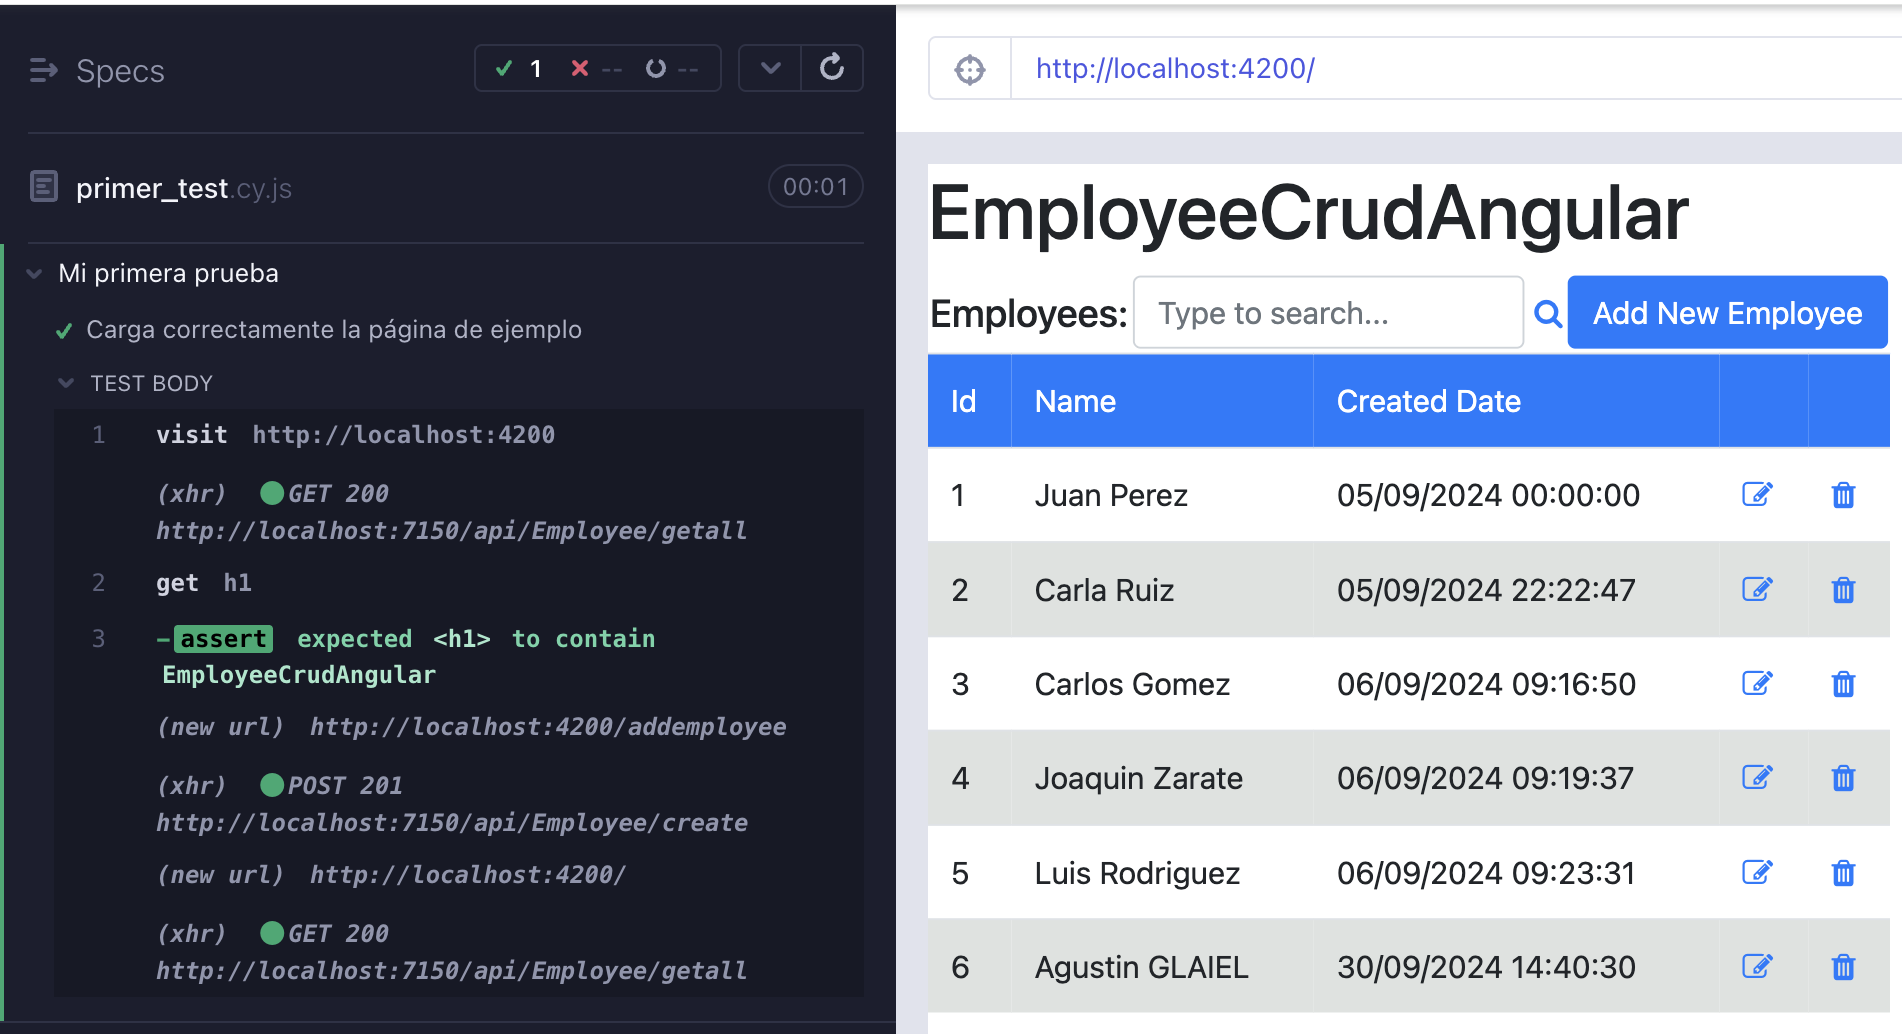 Specs
1 -- --
primer_test.cy.js 00:01
Mi primera prueba
Carga correctamente la página de ejemplo
TEST BODY
1 visit http://localhost:4200
(xhr) GET 200
http://localhost:7150/api/Employee/getall
2 get h1
3 -assert expected <h1> to contain
EmployeeCrudAngular
(new url) http://localhost:4200/addemployee
(xhr) POST 201
http://localhost:7150/api/Employee/create
(new url) http://localhost:4200/
(xhr) GET 200
http://localhost:7150/api/Employee/getall
http://localhost:4200/
EmployeeCrudAngular
Employees: Type to search... Add New Employee
Id Name Created Date
1 Juan Perez 05/09/2024 00:00:00
2 Carla Ruiz 05/09/2024 22:22:47
3 Carlos Gomez 06/09/2024 09:16:50
4 Joaquin Zarate 06/09/2024 09:19:37
5 Luis Rodriguez 06/09/2024 09:23:31
6 Agustin GLAIEL 30/09/2024 14:40:30